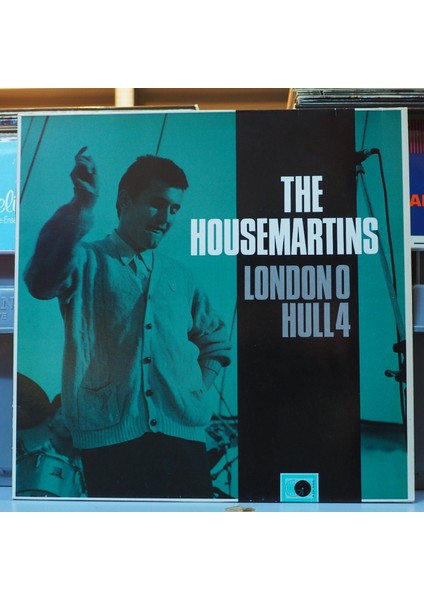 THE
HOUSEMARTINS
LONDON 0
HULL 4